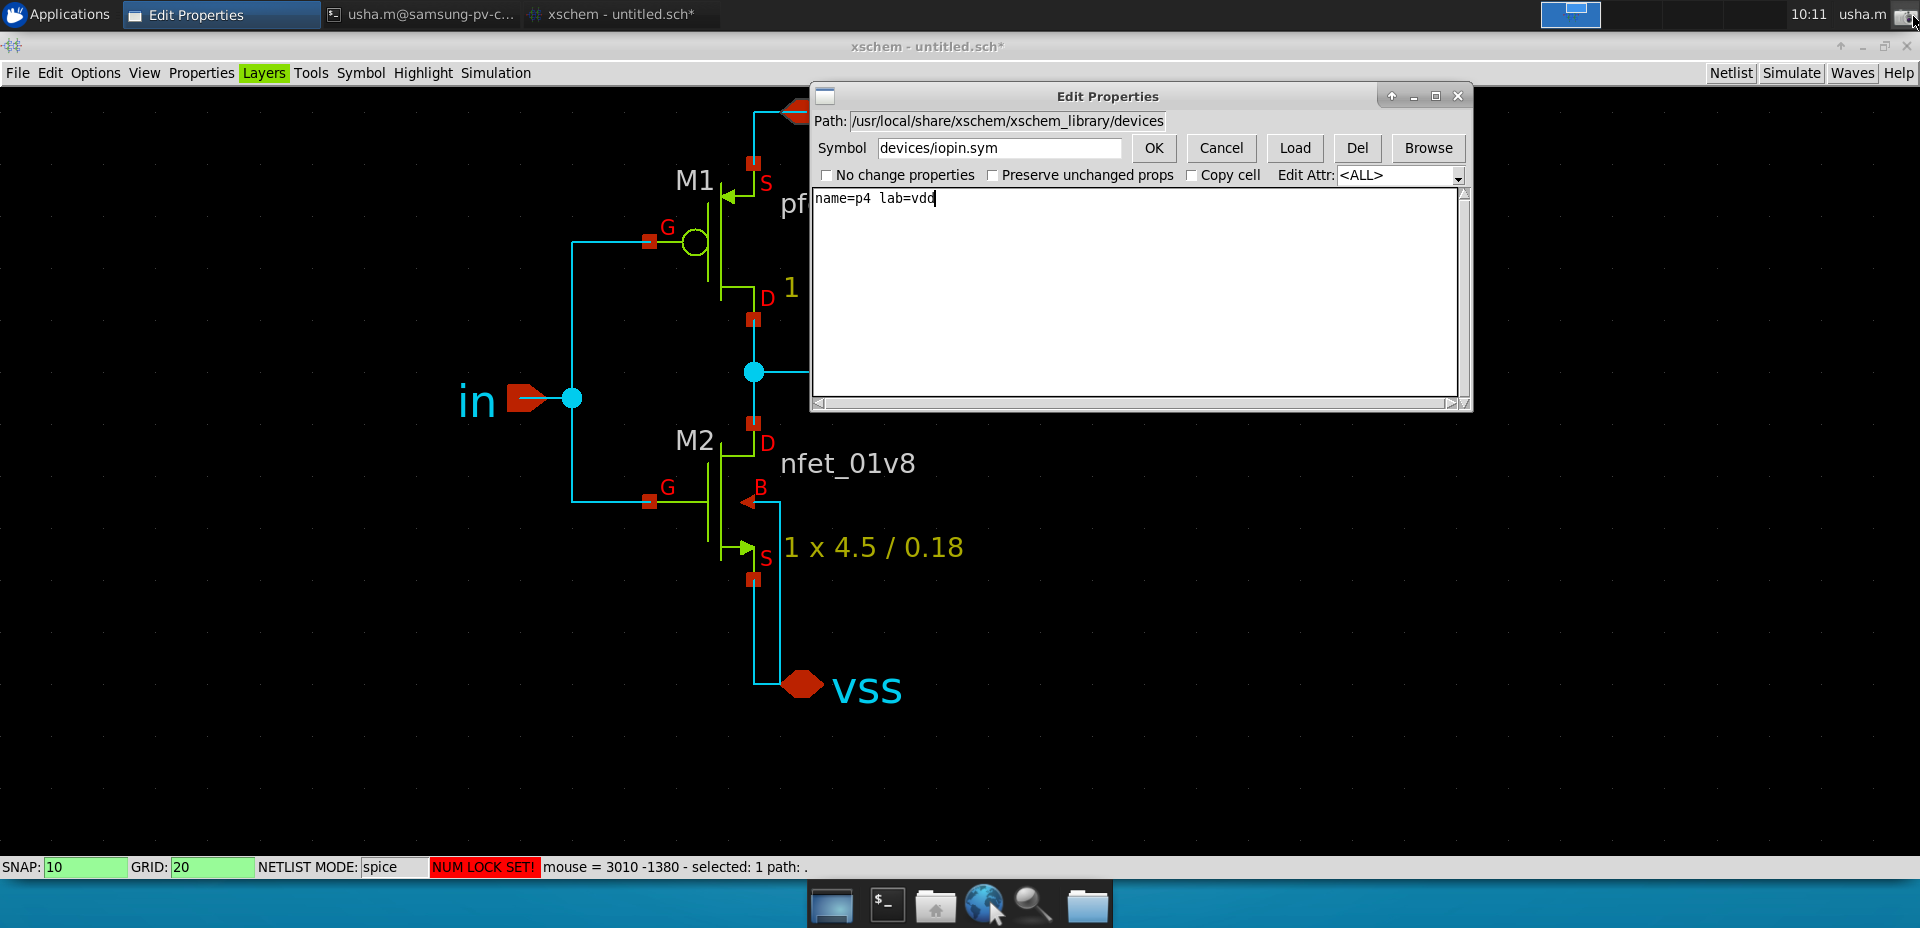 Applications Edit Properties usha.m@samsung-pv-c... xschem - untitled.sch* 10:11 usha.m
xschem - untitled.sch*
File Edit Options View Properties Layers Tools Symbol Highlight Simulation Netlist Simulate Waves Help
Edit Properties
Path: /usr/local/share/xschem/xschem_library/devices
Symbol devices/iopin.sym OK Cancel Load Del Browse
No change properties Preserve unchanged props Copy cell Edit Attr: <ALL>
name=p4 lab=vdd
M1
S
pf
G
1
D
in
M2
D
nfet_01v8
G
B
1 x 4.5 / 0.18
S
vss
SNAP: 10 GRID: 20 NETLIST MODE: spice NUM LOCK SET! mouse = 3010 -1380 - selected: 1 path: .
$_